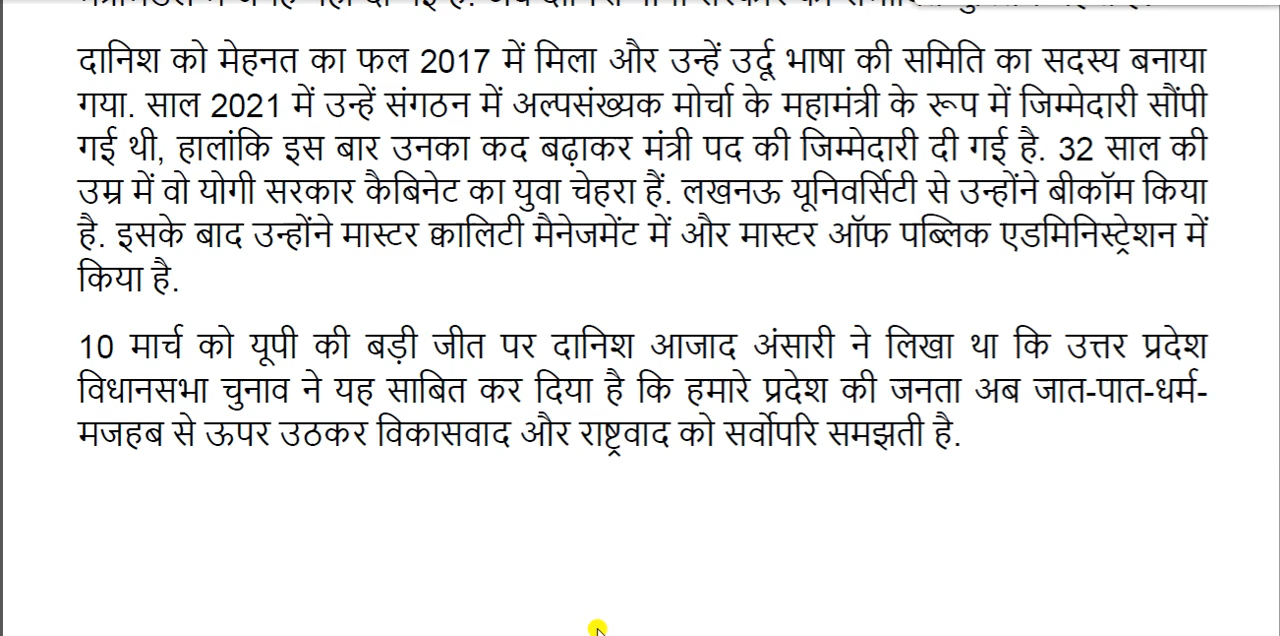 दानिश को मेहनत का फल 2017 में मिला और उन्हें उर्दू भाषा की समिति का सदस्य बनाया
गया. साल 2021 में उन्हें संगठन में अल्पसंख्यक मोर्चा के महामंत्री के रूप में जिम्मेदारी सौंपी
गई थी, हालांकि इस बार उनका कद बढ़ाकर मंत्री पद की जिम्मेदारी दी गई है. 32 साल की
उम्र में वो योगी सरकार कैबिनेट का युवा चेहरा हैं. लखनऊ यूनिवर्सिटी से उन्होंने बीकॉम किया
है. इसके बाद उन्होंने मास्टर क्वालिटी मैनेजमेंट में और मास्टर ऑफ पब्लिक एडमिनिस्ट्रेशन में
किया है.
10 मार्च को यूपी की बड़ी जीत पर दानिश आजाद अंसारी ने लिखा था कि उत्तर प्रदेश
विधानसभा चुनाव ने यह साबित कर दिया है कि हमारे प्रदेश की जनता अब जात-पात-धर्म-
मजहब से ऊपर उठकर विकासवाद और राष्ट्रवाद को सर्वोपरि समझती है.